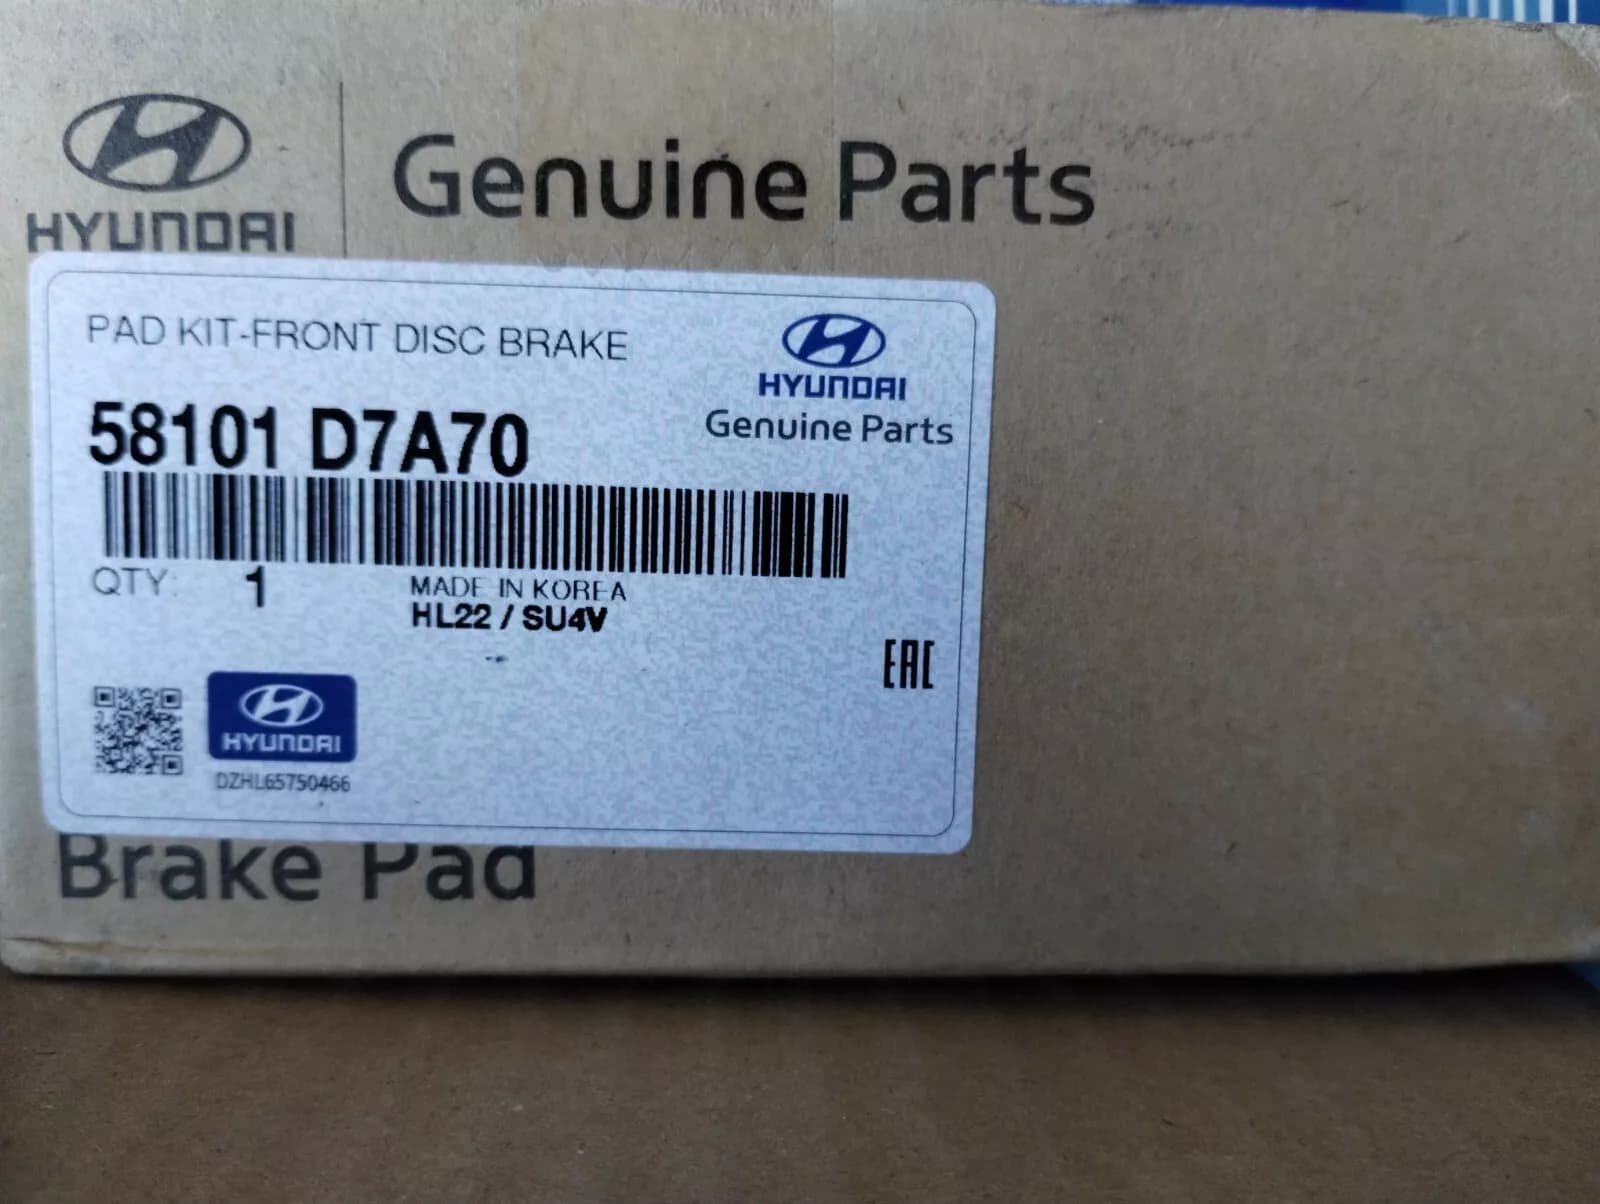 HYUNDAI
Genuine Parts
PAD KIT-FRONT DISC BRAKE
HYUNDAI
Genuine Parts
58101 D7A70
QTY: 1
MADE IN KOREA
HL22 / SU4V
EAC
HYUNDAI
DZHL65750466
Brake Pad